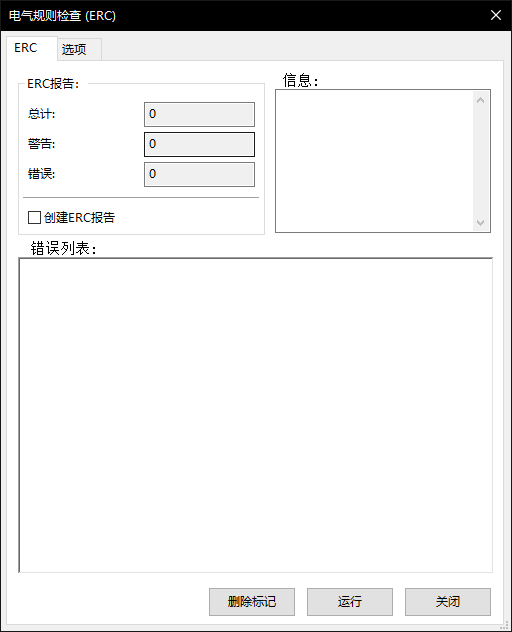 电气规则检查 (ERC)
ERC 选项
ERC报告:
信息:
总计: 0
警告: 0
错误: 0
创建ERC报告
错误列表:
删除标记 运行 关闭